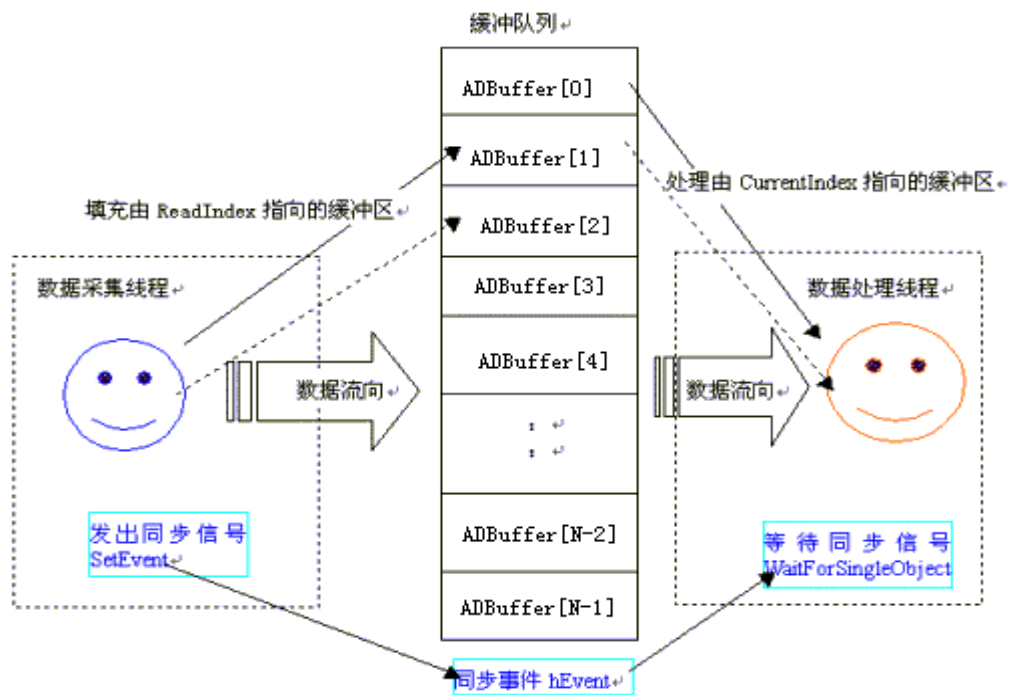 缓冲队列
ADBuffer[0]
ADBuffer[1]
处理由 CurrentIndex 指向的缓冲区
填充由 ReadIndex 指向的缓冲区
ADBuffer[2]
数据采集线程
ADBuffer[3]
数据处理线程
ADBuffer[4]
数据流向
数据流向
:
:
发出同步信号
SetEvent
ADBuffer[N-2]
等待同步信号
WaitForSingleObject
ADBuffer[N-1]
同步事件 hEvent